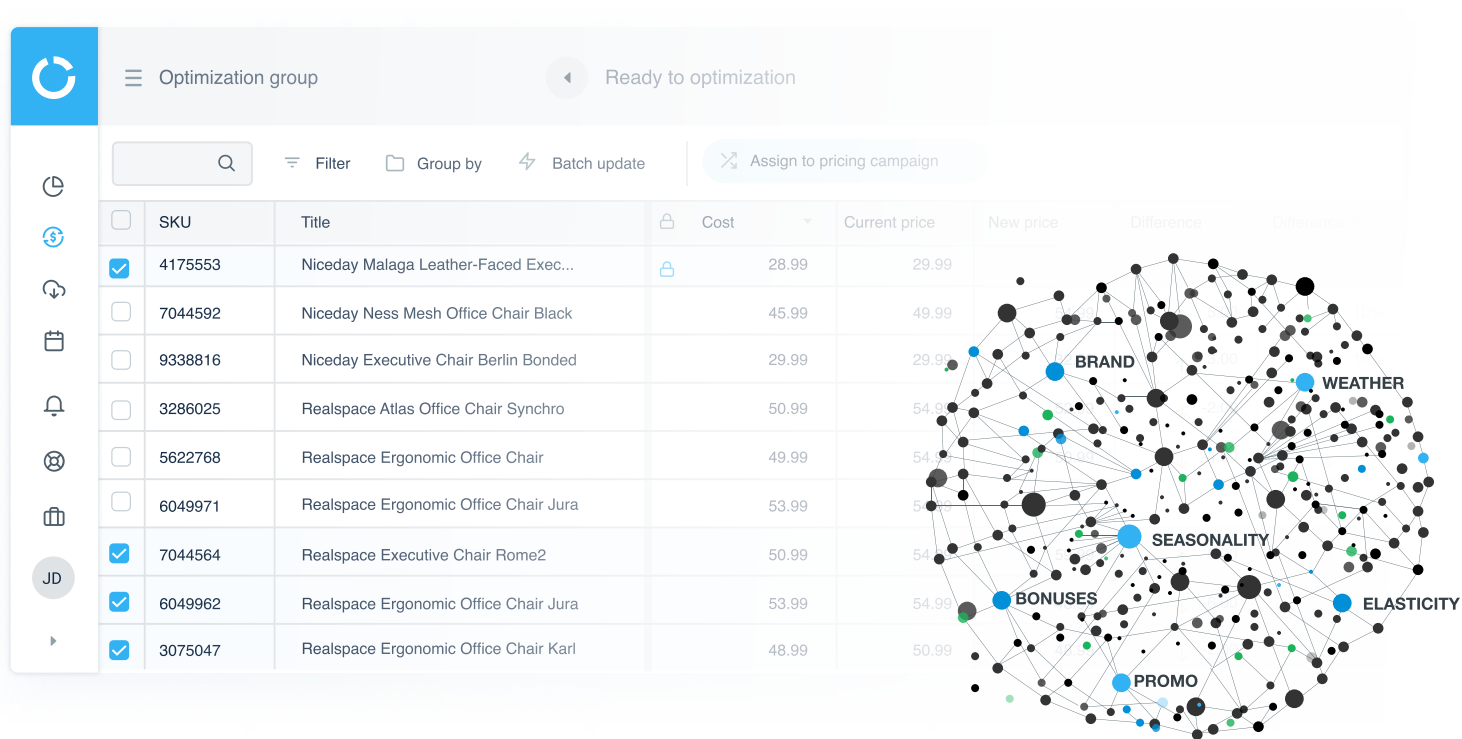 Optimization group Ready to optimization
Filter Group by Batch update Assign to pricing campaign
SKU Title Cost Current price New price Difference
4175553 Niceday Malaga Leather-Faced Exec... 28.99 29.99
7044592 Niceday Ness Mesh Office Chair Black 45.99 49.99
9338816 Niceday Executive Chair Berlin Bonded 29.99 29.99
BRAND
WEATHER
3286025 Realspace Atlas Office Chair Synchro 50.99
5622768 Realspace Ergonomic Office Chair 49.99
6049971 Realspace Ergonomic Office Chair Jura 53.99
SEASONALITY
7044564 Realspace Executive Chair Rome2 50.99
JD
6049962 Realspace Ergonomic Office Chair Jura 53.99 54.99
BONUSES
ELASTICITY
3075047 Realspace Ergonomic Office Chair Karl 48.99 50.99
PROMO